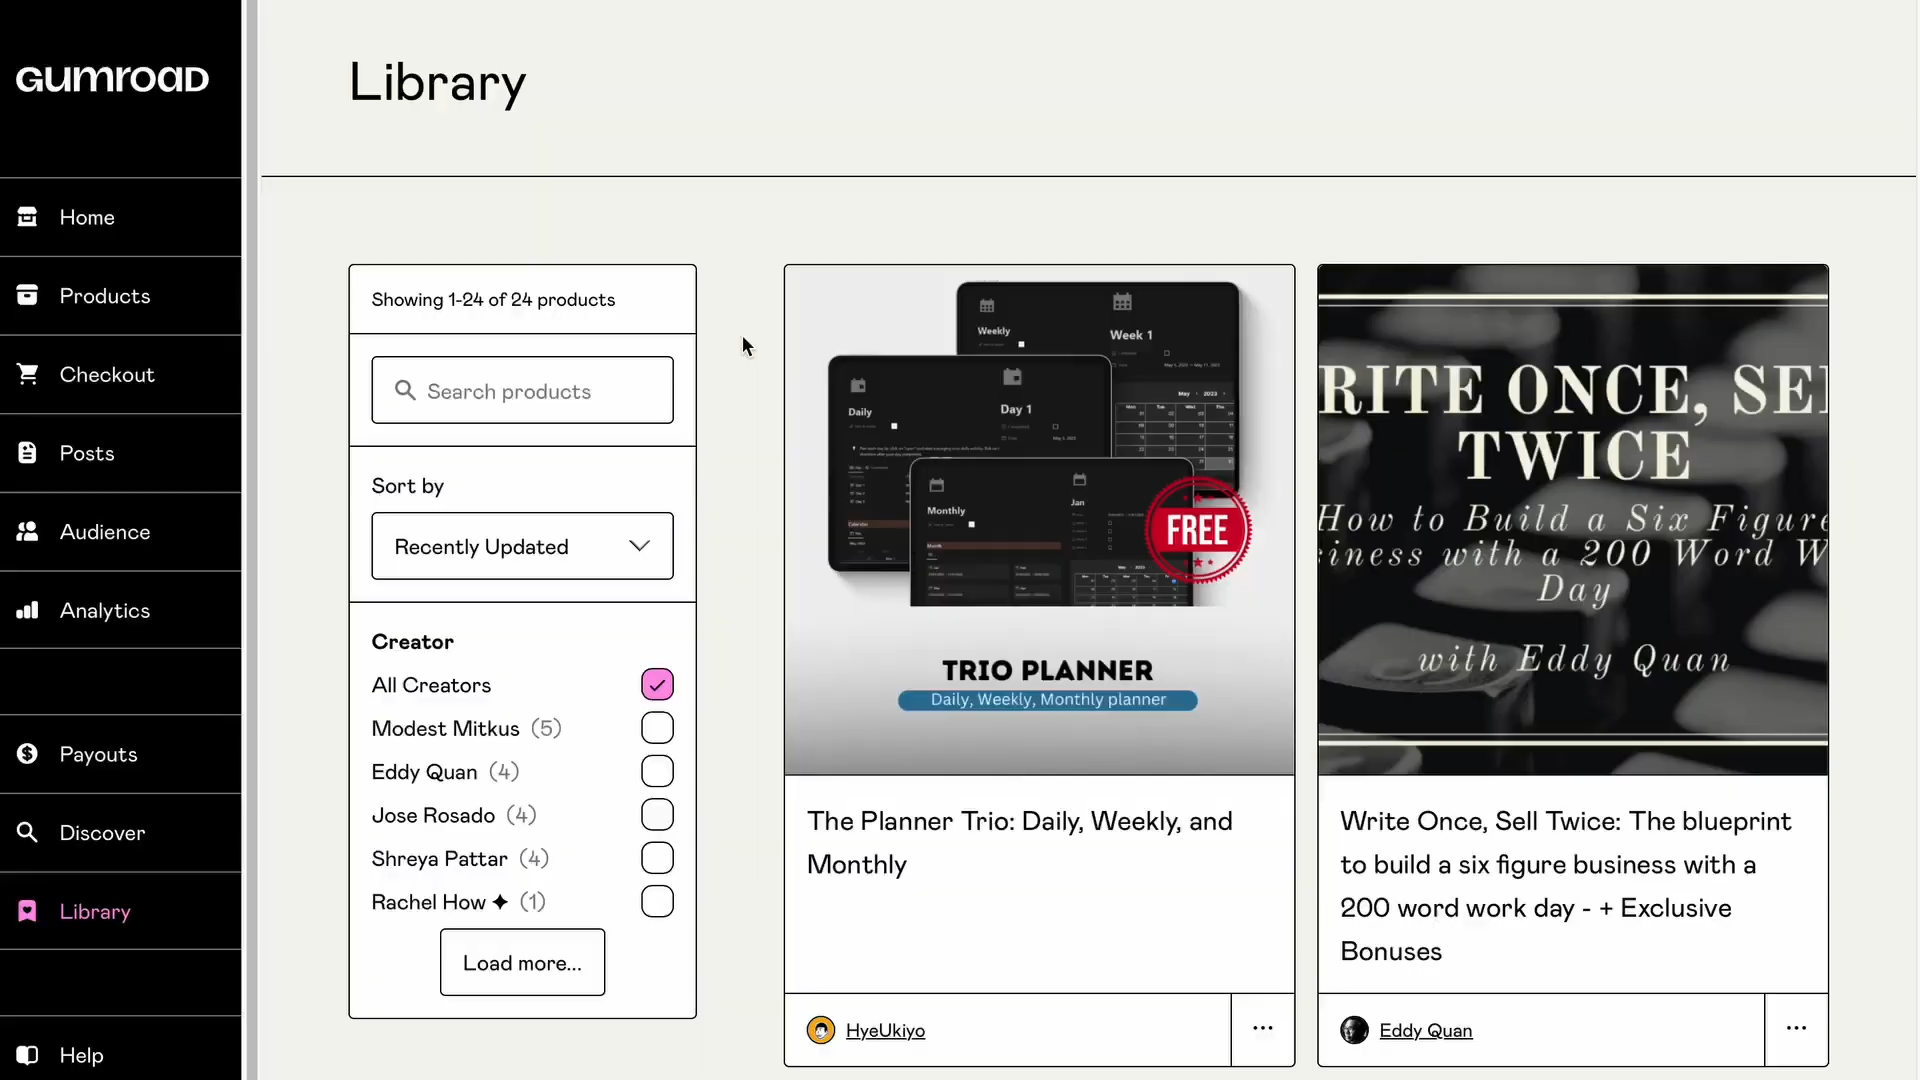 GUMROAD
Home
Products
Checkout
Posts
Audience
Analytics
Payouts
Discover
Library
Help
Library
Showing 1-24 of 24 products
Search products
Sort by
Recently Updated
Creator
All Creators
Modest Mitkus (5)
Eddy Quan (4)
Jose Rosado (4)
Shreya Pattar (4)
Rachel How ✦ (1)
Load more...
Weekly
Week 1
Daily
Day 1
May 2023
Monthly
Jan
FREE
TRIO PLANNER
Daily, Weekly, Monthly planner
The Planner Trio: Daily, Weekly, and
Monthly
HyeUkiyo
RITE ONCE, SE
TWICE
How to Build a Six Figure
iness with a 200 Word W
Day
with Eddy Quan
Write Once, Sell Twice: The blueprint
to build a six figure business with a
200 word work day - + Exclusive
Bonuses
Eddy Quan